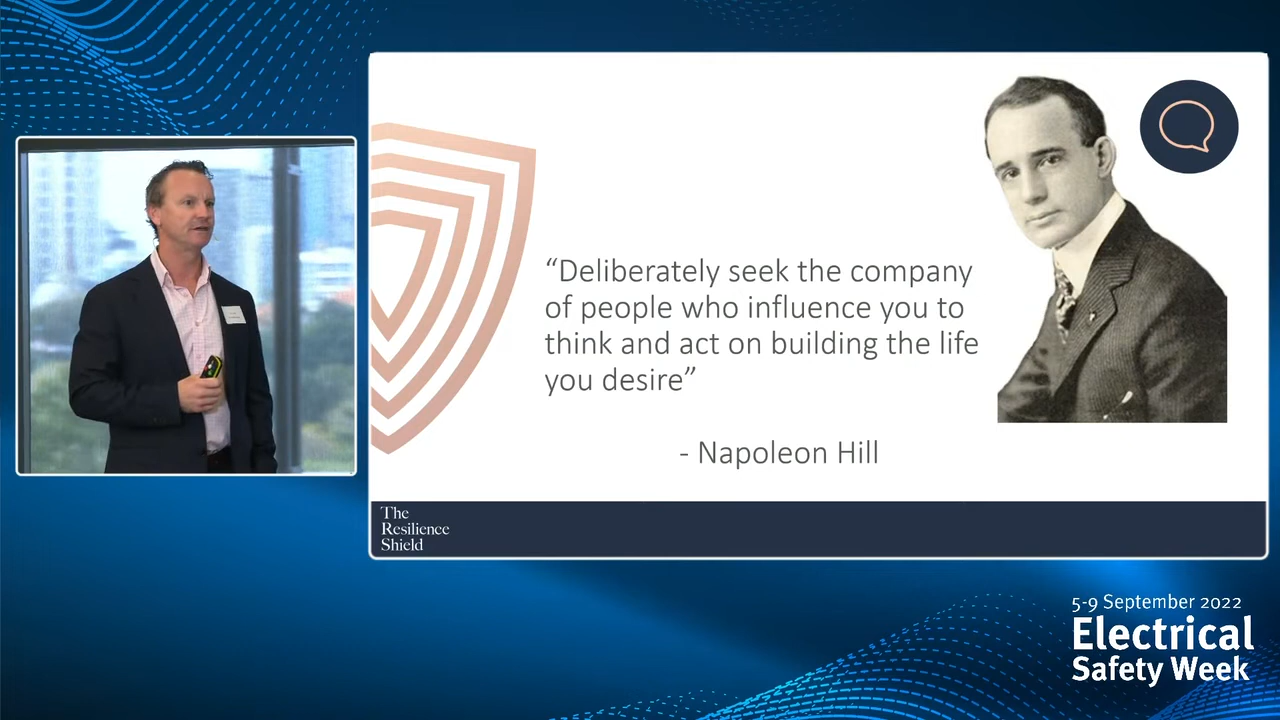 “Deliberately seek the company
of people who influence you to
think and act on building the life
you desire”
- Napoleon Hill
The
Resilience
Shield
5-9 September 2022
Electrical
Safety Week